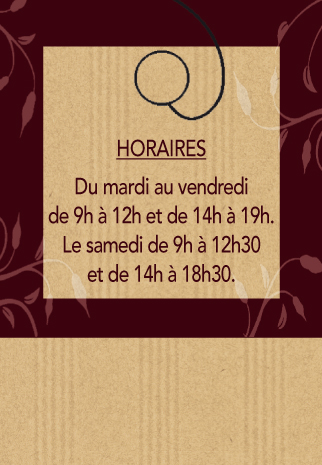 HORAIRES
Du mardi au vendredi
de 9h à 12h et de 14h à 19h.
Le samedi de 9h à 12h30
et de 14h à 18h30.